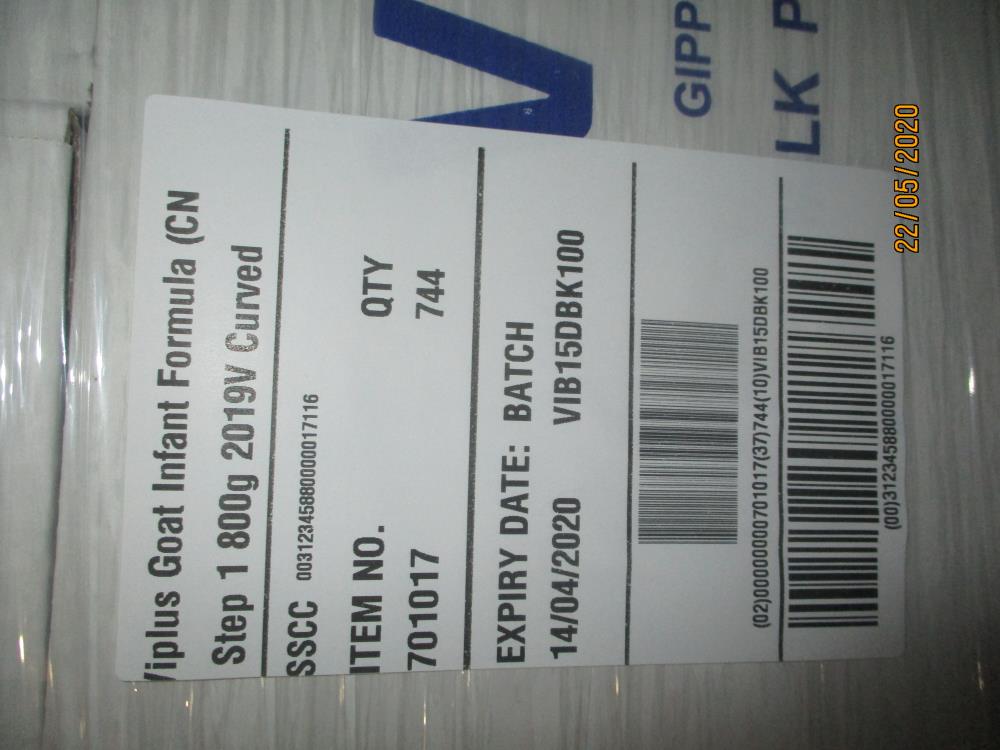 GIPP
LK P
Viplus Goat Infant Formula (CN
Step 1 800g 2019V Curved
SSCC 00312345880000017116
ITEM NO. QTY
701017 744
EXPIRY DATE: BATCH
14/04/2020 VIB15DBK100
(02)00000000701017(37)744(10)VIB15DBK100
(00)312345880000017116
22/05/2020